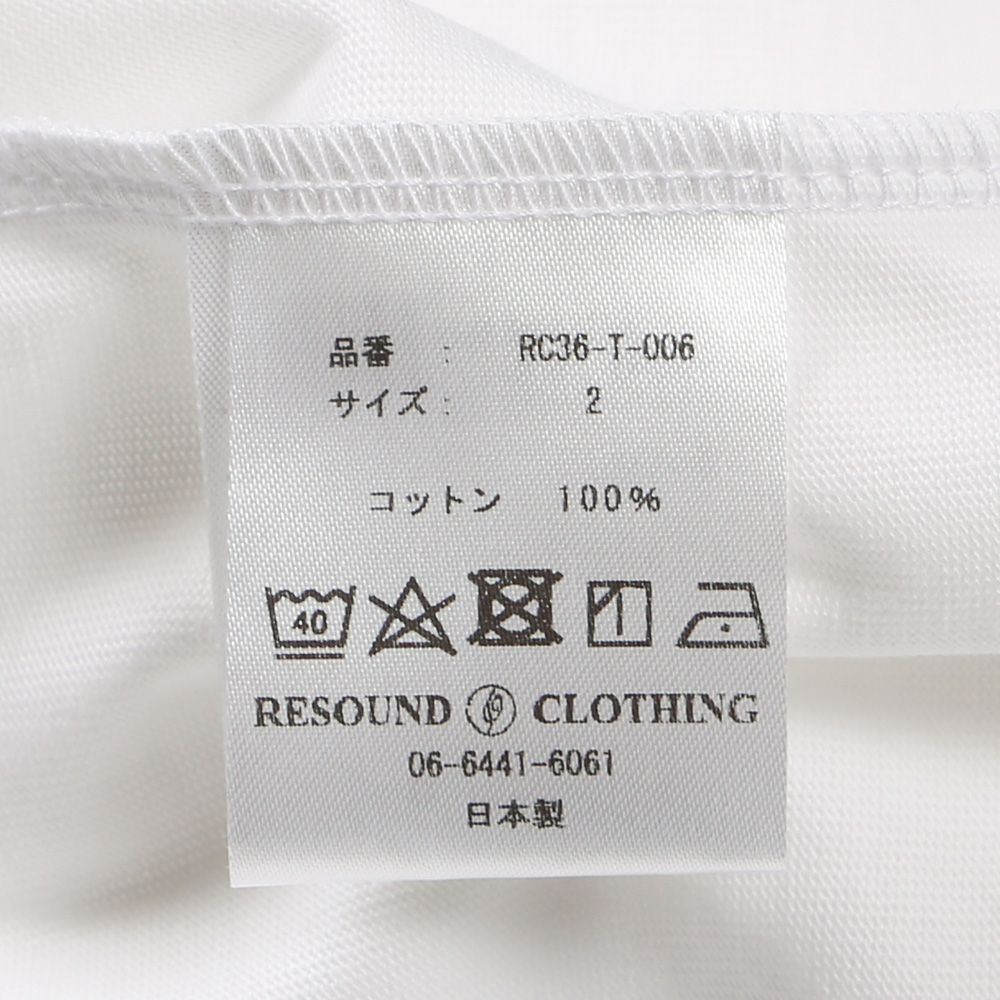 品番 : RC36-T-006
サイズ : 2
コットン 100%
40
RESOUND CLOTHING
06-6441-6061
日本製